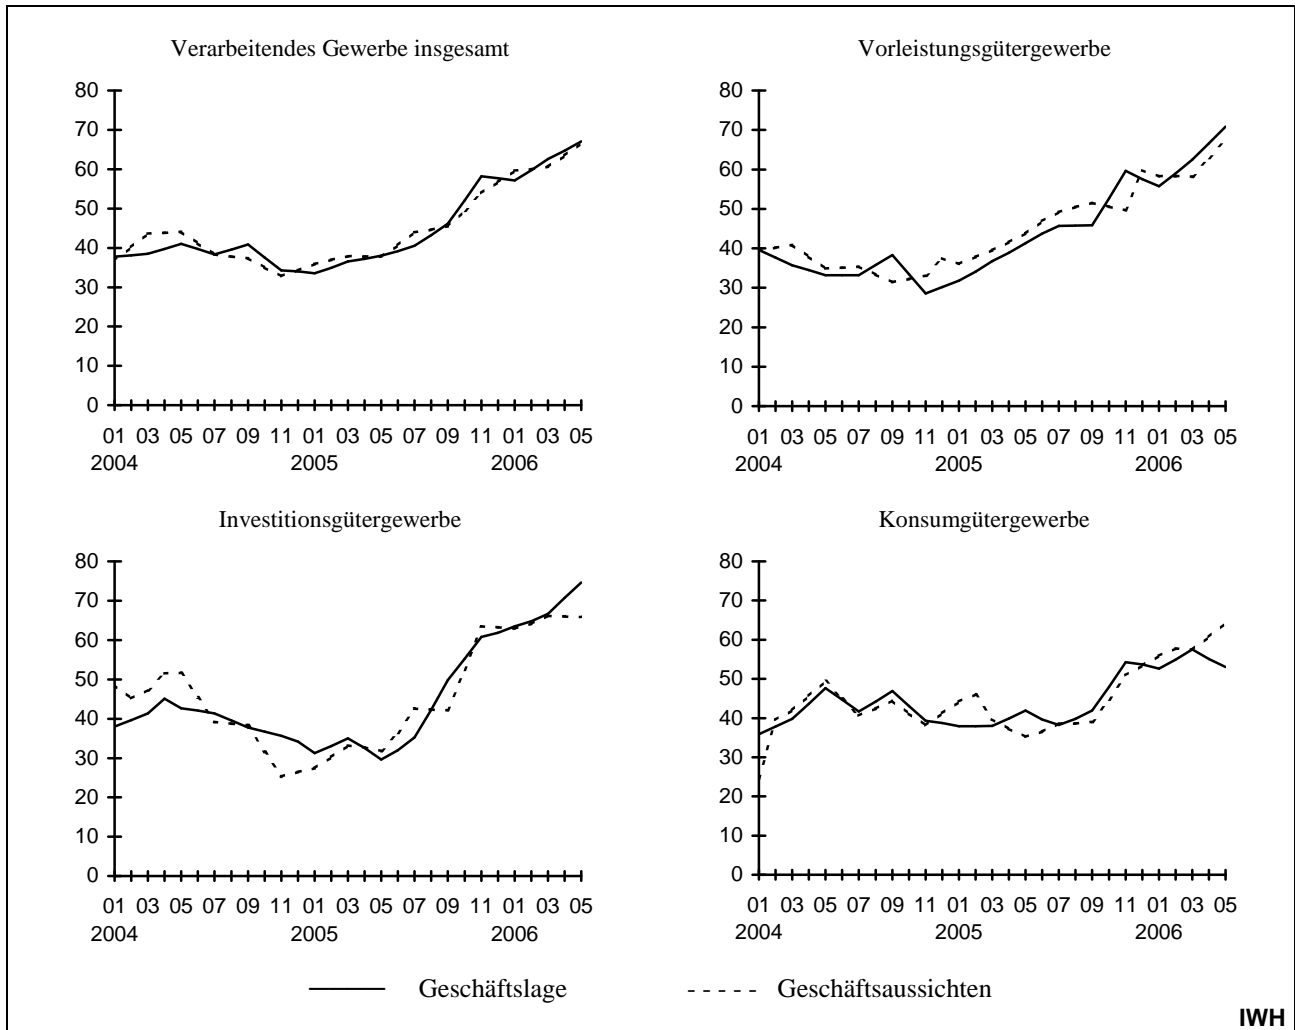 Verarbeitendes Gewerbe insgesamt
80
70
60
50
40
30
20
10
0
01 03 05 07 09 11 01 03 05 07 09 11 01 03 05
2004 2005 2006
Vorleistungsgütergewerbe
80
70
60
50
40
30
20
10
0
01 03 05 07 09 11 01 03 05 07 09 11 01 03 05
2004 2005 2006
Investitionsgütergewerbe
80
70
60
50
40
30
20
10
0
01 03 05 07 09 11 01 03 05 07 09 11 01 03 05
2004 2005 2006
Konsumgütergewerbe
80
70
60
50
40
30
20
10
0
01 03 05 07 09 11 01 03 05 07 09 11 01 03 05
2004 2005 2006
Geschäftslage Geschäftsaussichten
IWH